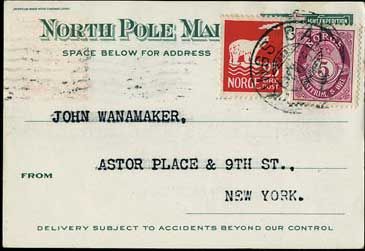 NORTH POLE MAI
EXPEDITION
SPACE BELOW FOR ADDRESS
NORGE
NORGE
5
JOHN WANAMAKER,
ASTOR PLACE & 9TH ST.,
FROM
NEW YORK.
DELIVERY SUBJECT TO ACCIDENTS BEYOND OUR CONTROL